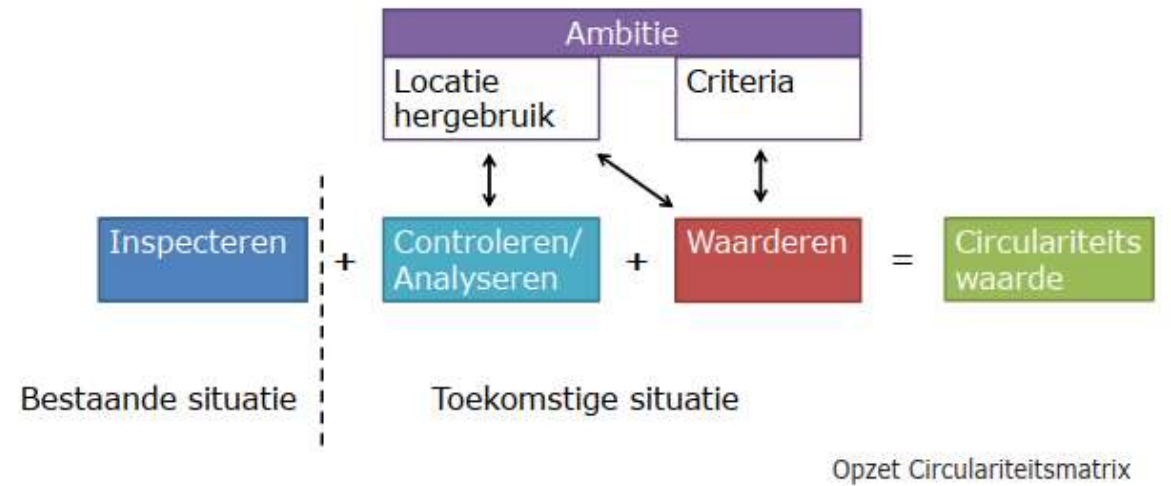 Ambitie
Locatie
hergebruik
Criteria
Inspecteren
+
Controleren/
Analyseren
+
Waarderen
=
Circulariteits
waarde
Bestaande situatie
Toekomstige situatie
Opzet Circulariteitsmatrix